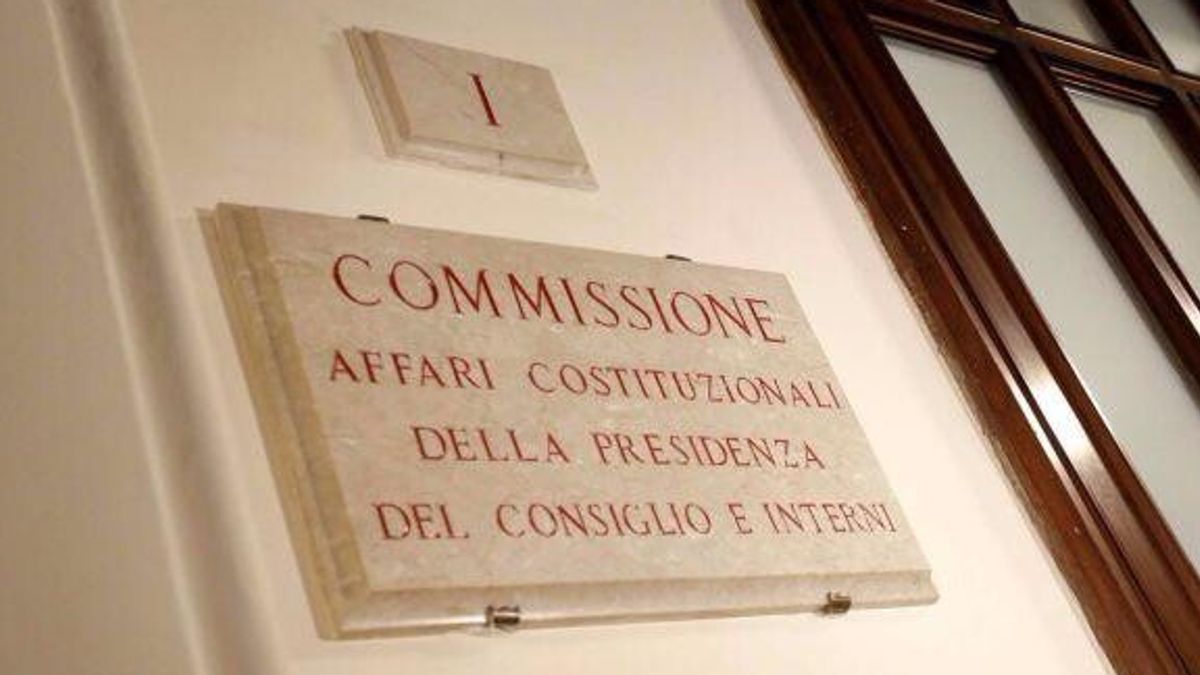 I
COMMISSIONE
AFFARI COSTITUZIONALI
DELLA PRESIDENZA
DEL CONSIGLIO E INTERNI